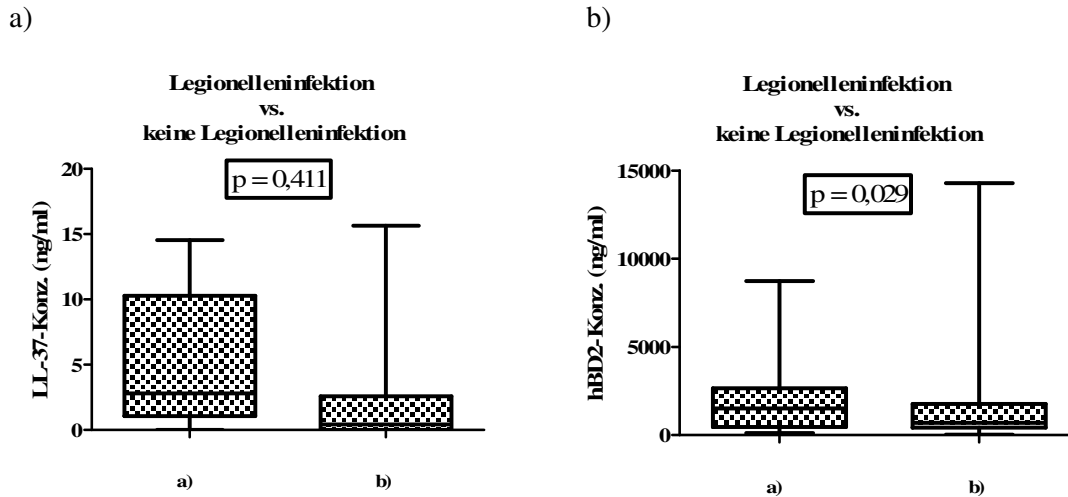 a)
b)
Legionelleninfektion
vs.
keine Legionelleninfektion
p = 0,411
20
15
10
5
0
LL-37-Konz. (ng/ml)
a)
b)
Legionelleninfektion
vs.
keine Legionelleninfektion
p = 0,029
15000
10000
5000
0
hBD2-Konz. (ng/ml)
a)
b)